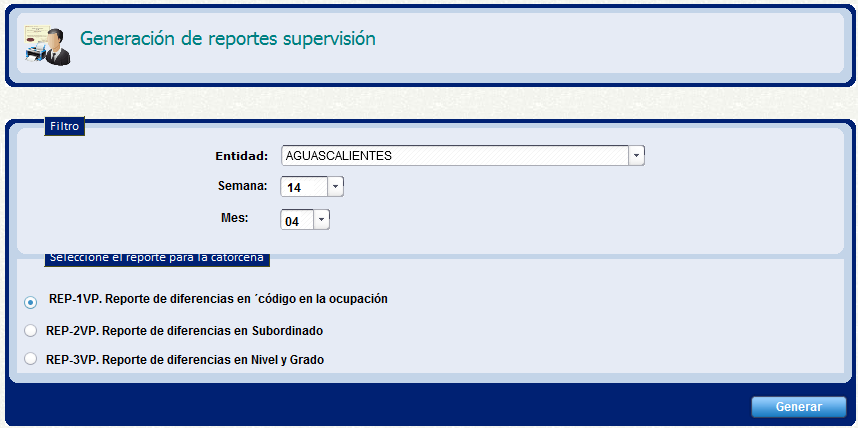 Generación de reportes supervisión
Filtro
Entidad: AGUASCALIENTES
Semana: 14
Mes: 04
Seleccione el reporte para la catorcena
REP-1VP. Reporte de diferencias en ´código en la ocupación
REP-2VP. Reporte de diferencias en Subordinado
REP-3VP. Reporte de diferencias en Nivel y Grado
Generar